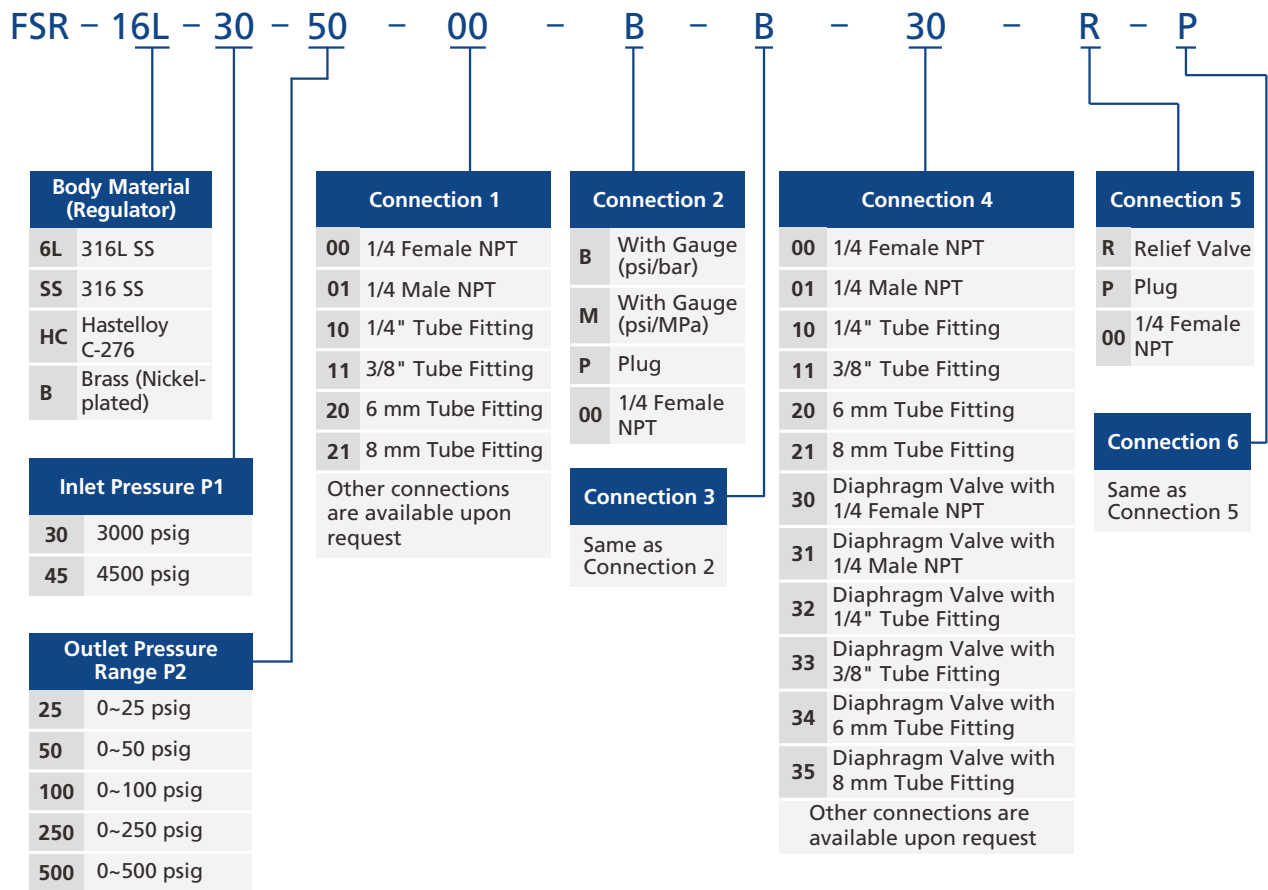 FSR – 16L – 30 – 50 – 00 – B – B – 30 – R – P
Body Material
(Regulator)
6L 316L SS
SS 316 SS
HC Hastelloy
C-276
B Brass (Nickel-
plated)
Inlet Pressure P1
30 3000 psig
45 4500 psig
Outlet Pressure
Range P2
25 0~25 psig
50 0~50 psig
100 0~100 psig
250 0~250 psig
500 0~500 psig
Connection 1
00 1/4 Female NPT
01 1/4 Male NPT
10 1/4" Tube Fitting
11 3/8" Tube Fitting
20 6 mm Tube Fitting
21 8 mm Tube Fitting
Other connections
are available upon
request
Connection 2
B With Gauge
(psi/bar)
M With Gauge
(psi/MPa)
P Plug
00 1/4 Female
NPT
Connection 3
Same as
Connection 2
Connection 4
00 1/4 Female NPT
01 1/4 Male NPT
10 1/4" Tube Fitting
11 3/8" Tube Fitting
20 6 mm Tube Fitting
21 8 mm Tube Fitting
30 Diaphragm Valve with
1/4 Female NPT
31 Diaphragm Valve with
1/4 Male NPT
32 Diaphragm Valve with
1/4" Tube Fitting
33 Diaphragm Valve with
3/8" Tube Fitting
34 Diaphragm Valve with
6 mm Tube Fitting
35 Diaphragm Valve with
8 mm Tube Fitting
Other connections are
available upon request
Connection 5
R Relief Valve
P Plug
00 1/4 Female
NPT
Connection 6
Same as
Connection 5